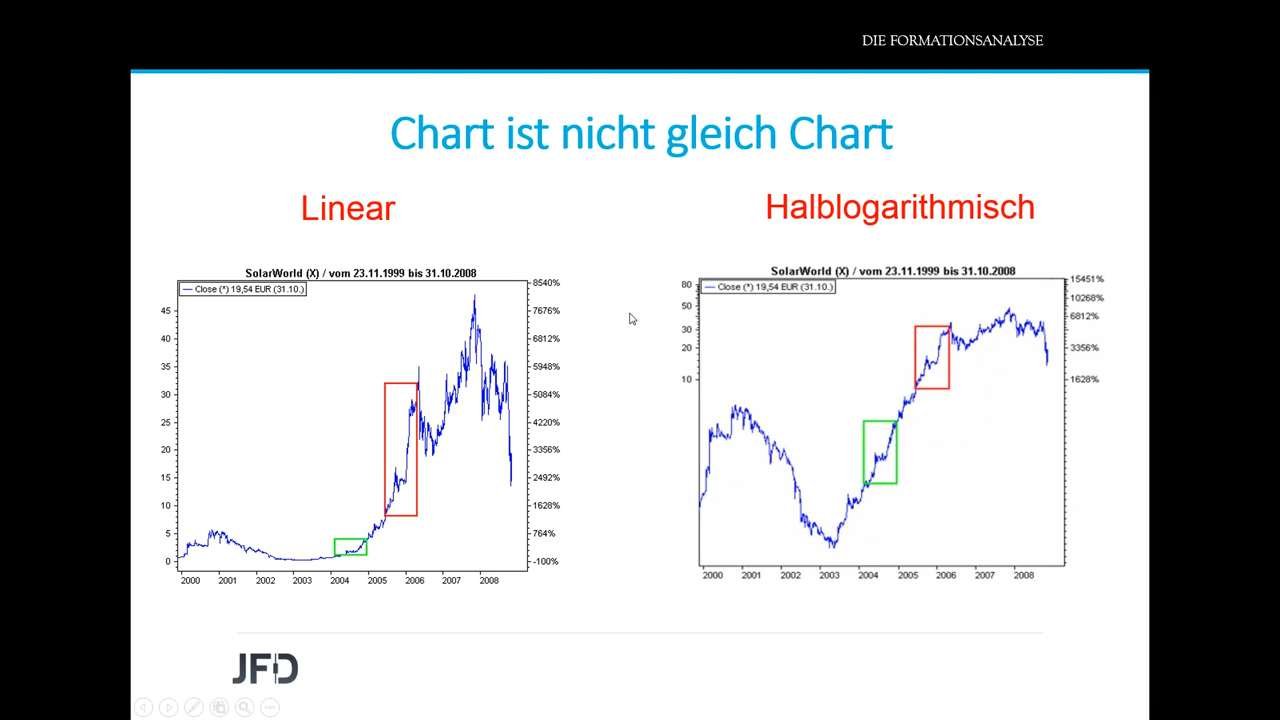 DIE FORMATIONSANALYSE
Chart ist nicht gleich Chart
Linear
Halblogarithmisch
SolarWorld (X) / vom 23.11.1999 bis 31.10.2008
Close (*) 19,54 EUR (31.10.)
45
40
35
30
25
20
15
10
5
0
8540%
7676%
6812%
5948%
5084%
4220%
3356%
2492%
1628%
764%
-100%
2000 2001 2002 2003 2004 2005 2006 2007 2008
SolarWorld (X) / vom 23.11.1999 bis 31.10.2008
Close (*) 19,54 EUR (31.10.)
80
50
30
20
10
15451%
10268%
6812%
3356%
1628%
2000 2001 2002 2003 2004 2005 2006 2007 2008
JFD